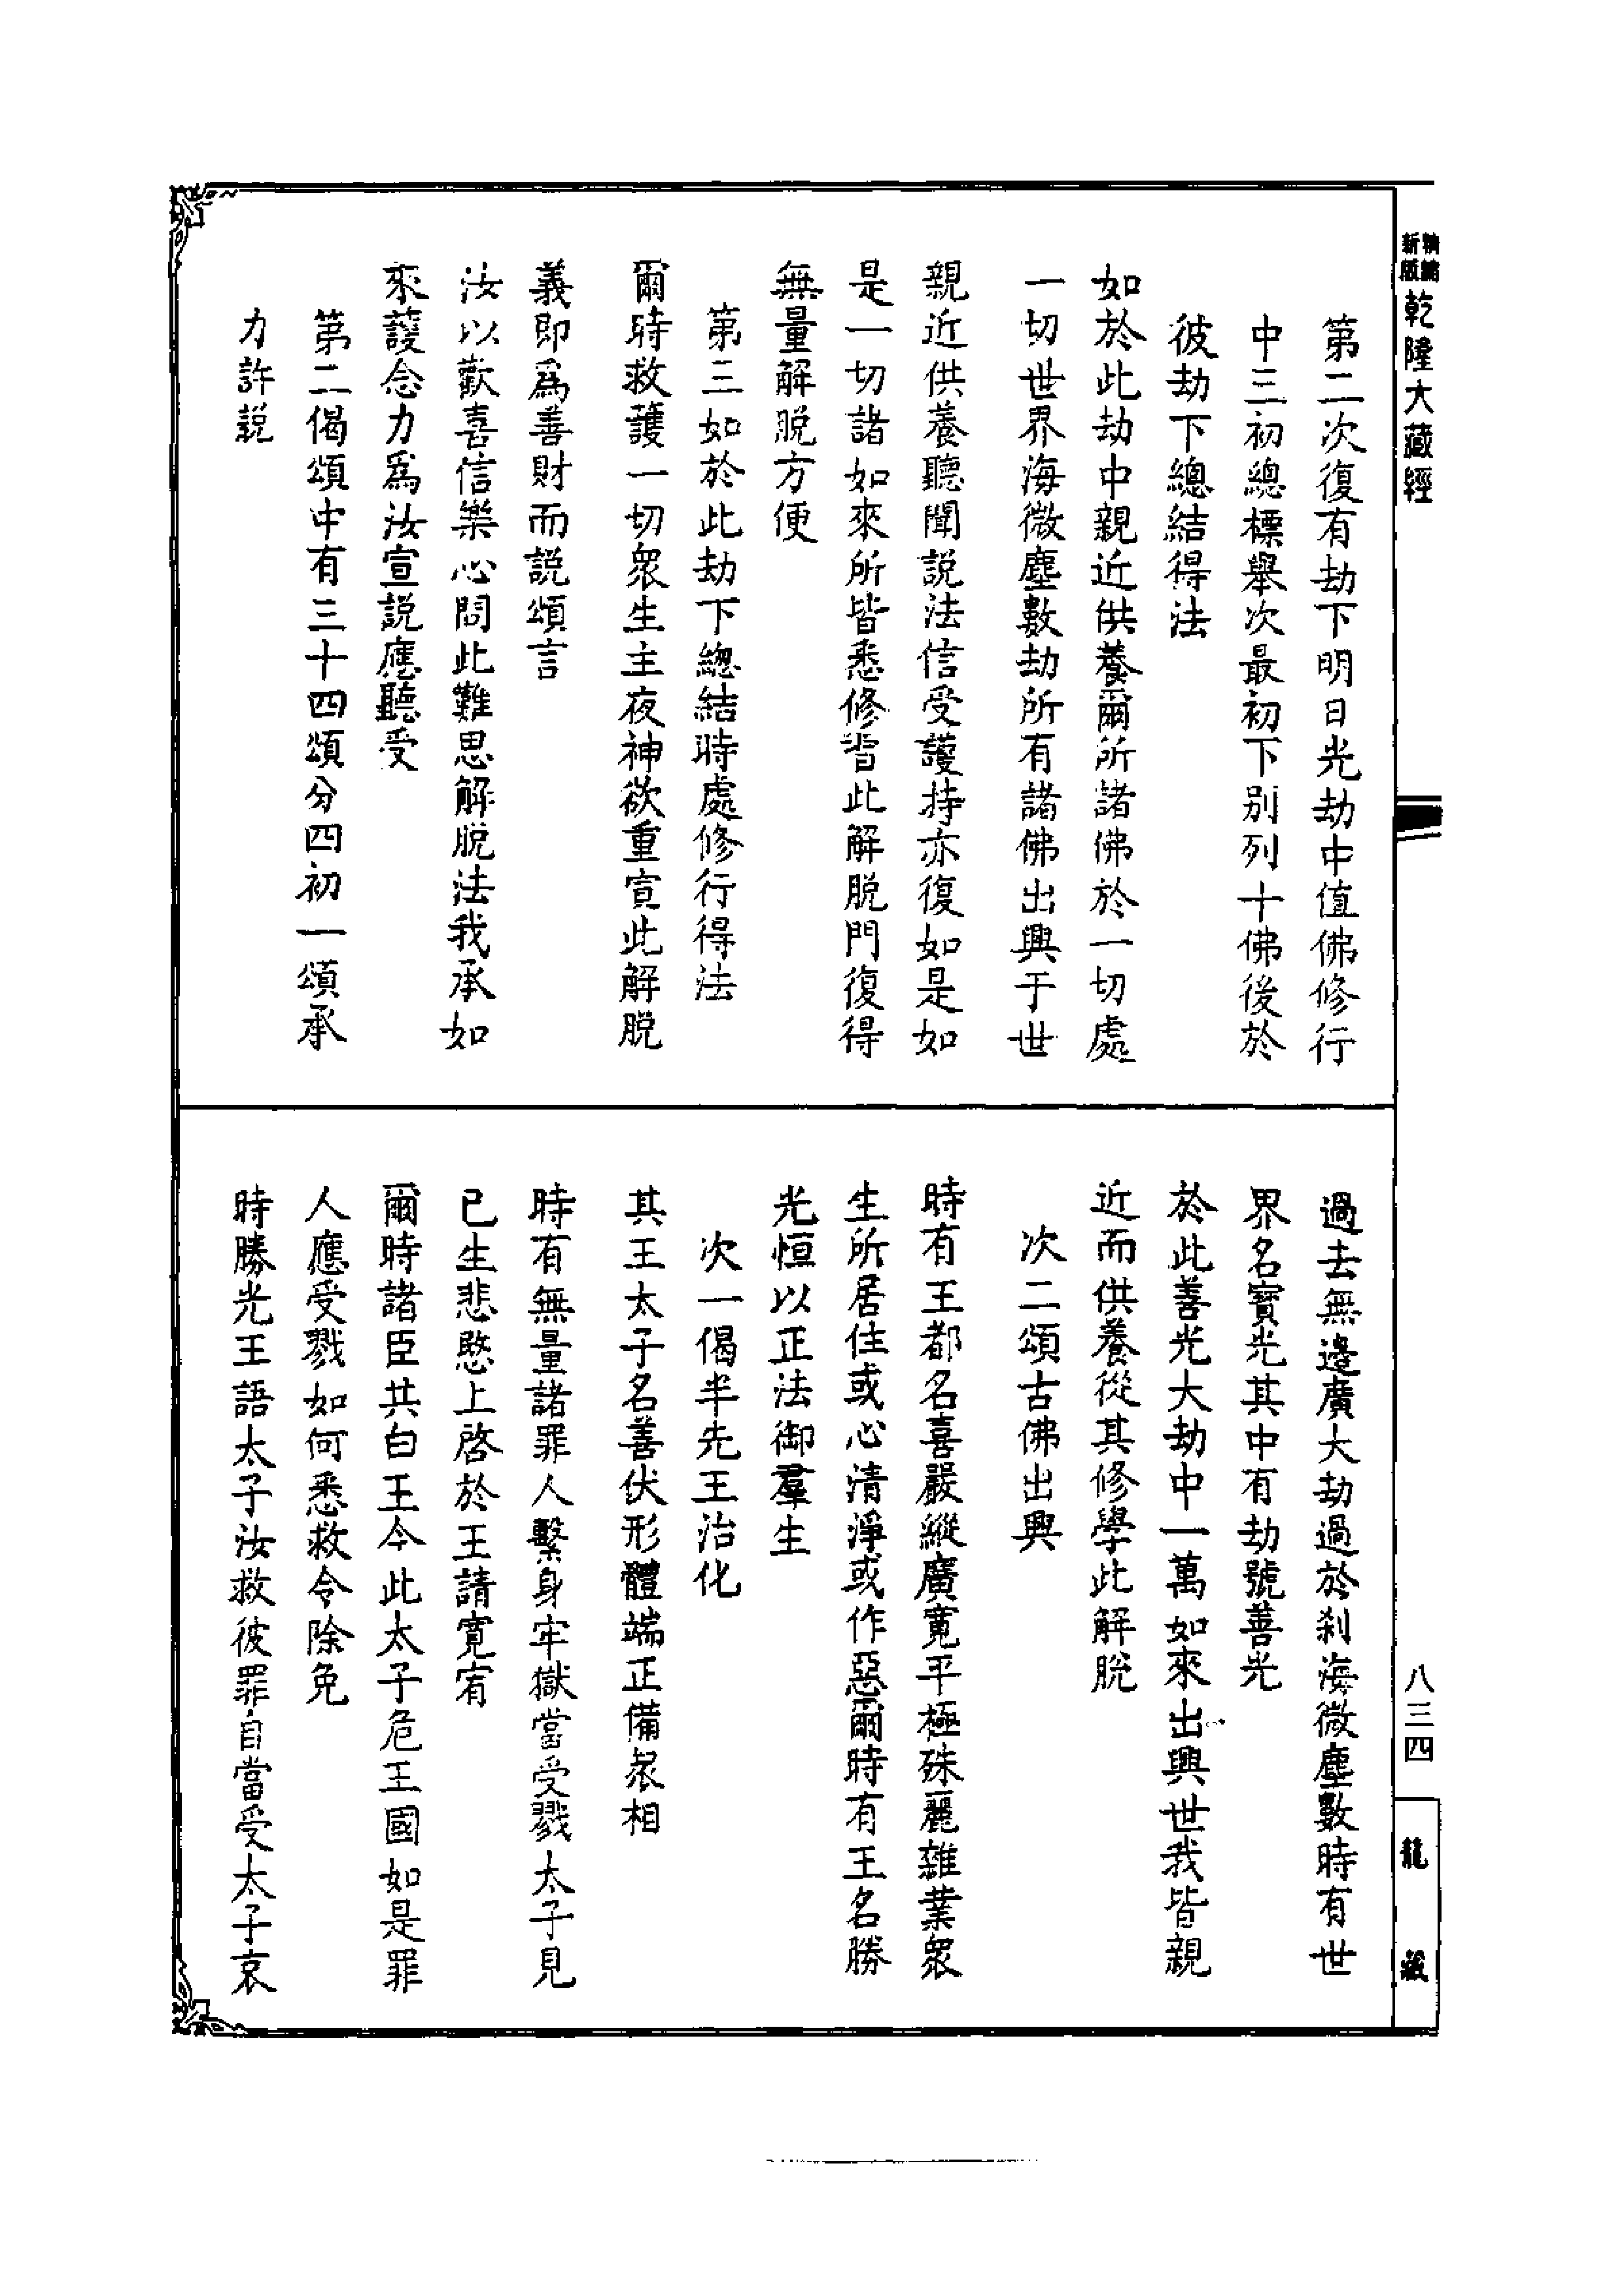 精繪
新版
乾隆大藏經
第二次復有劫下明日光劫中值佛修行
中三初總標舉次最初下別列十佛後於
彼劫下總結得法
如於此劫中親近供養爾所諸佛於一切處
一切世界海微塵數劫所有諸佛出興于世
親近供養聽聞説法信受護持亦復如是如
是一切諸如來所皆悉修習此解脱門復得
無量解脱方便
第三如於此劫下總結時處修行得法
爾時救護一切衆生主夜神欲重宣此解脱
義即爲善財而説頌言
汝以歡喜信樂心問此難思解脱法我承如
來護念力爲汝宣説應聽受
第二偈頌中有三十四頌分四初一頌承
力許説
過去無邊廣大劫過於刹海微塵數時有世
界名寶光其中有劫號善光
於此善光大劫中一萬如來出興世我皆親
近而供養從其修學此解脱
次二頌古佛出興
時有王都名喜嚴縱廣寬平極殊麗雜業衆
生所居住或心清淨或作惡爾時有王名勝
光恒以正法御羣生
次一偈半先王治化
其王太子名善伏形體端正備衆相
時有無量諸罪人繫身牢獄當受戮太子見
已生悲愍上啓於王請寬宥
爾時諸臣共白王今此太子危王國如是罪
人應受戮如何悉救令除免
時勝光王語太子汝救彼罪自當受太子哀
八三四
龍藏